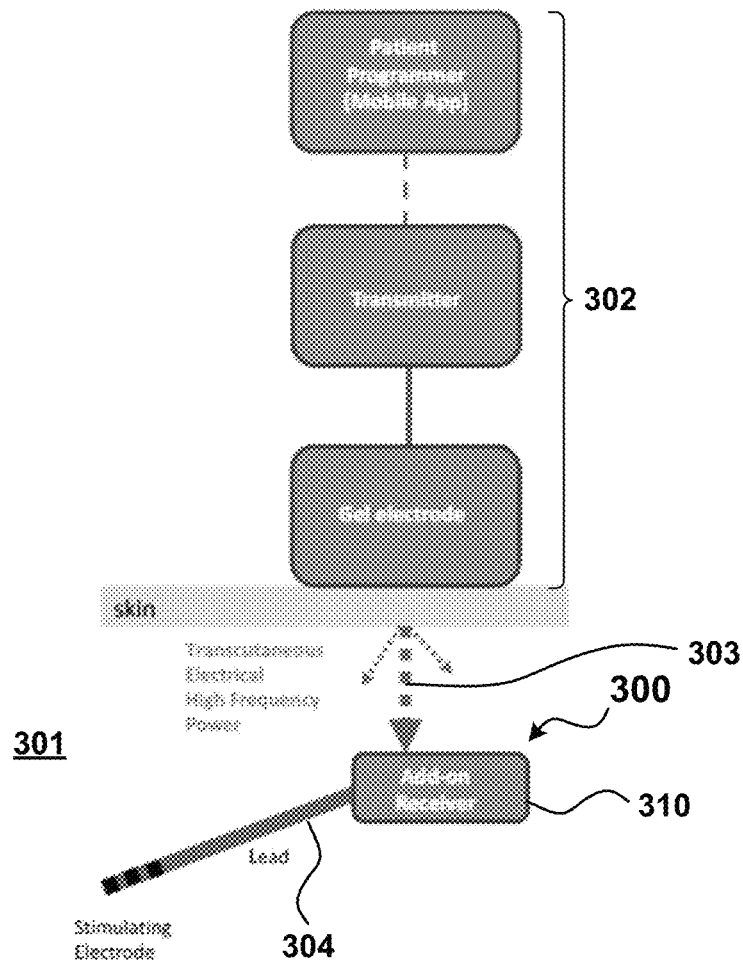 Patient
Programmer
(Mobile App)
Transmitter
302
Gel electrode
skin
Transcutaneous
Electrical
High Frequency
Power
303
300
301
Add-on
Receiver
310
Lead
304
Stimulating
Electrode